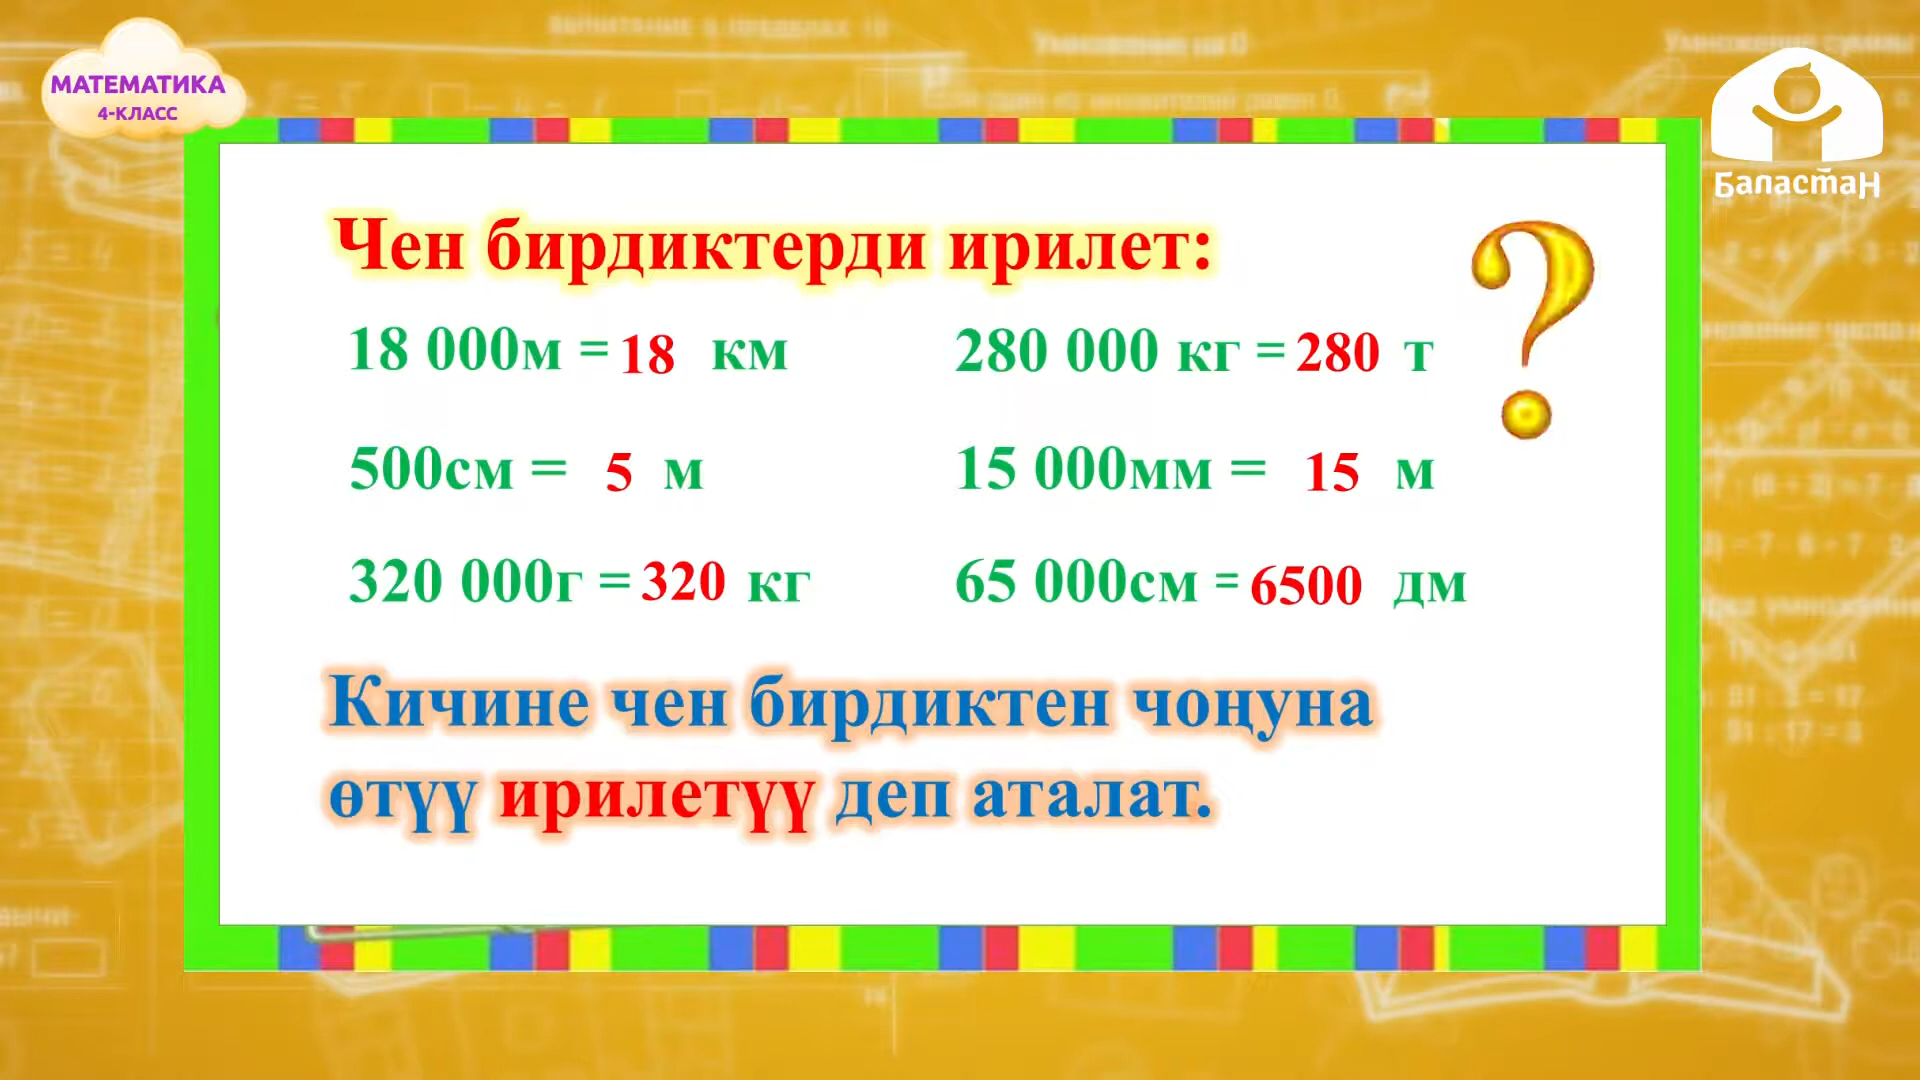 МАТЕМАТИКА
4-КЛАСС
Баластан
Чен бирдиктерди ирилет:
18 000м = 18 км 280 000 кг = 280 т
500см = 5 м 15 000мм = 15 м
320 000г = 320 кг 65 000см = 6500 дм
Кичине чен бирдиктен чоңуна
өтүү ирилетүү деп аталат.